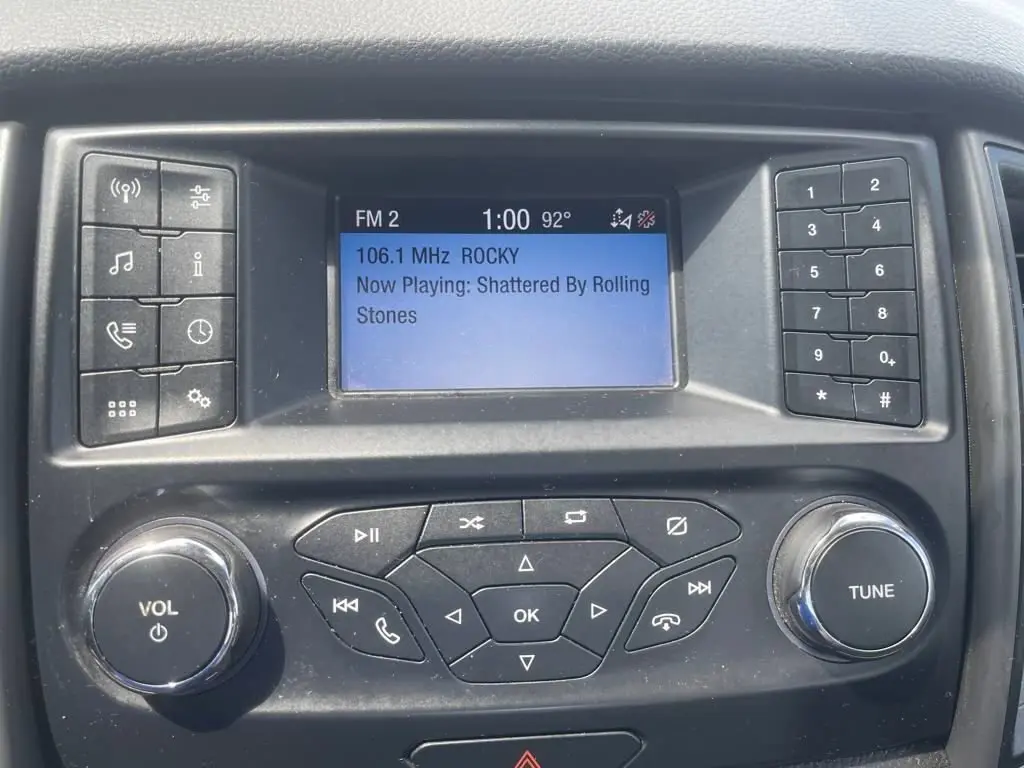 FM 2 1:00 92°
106.1 MHz ROCKY
Now Playing: Shattered By Rolling
Stones
1 2
3 4
5 6
7 8
9 0+
* #
VOL
OK
TUNE